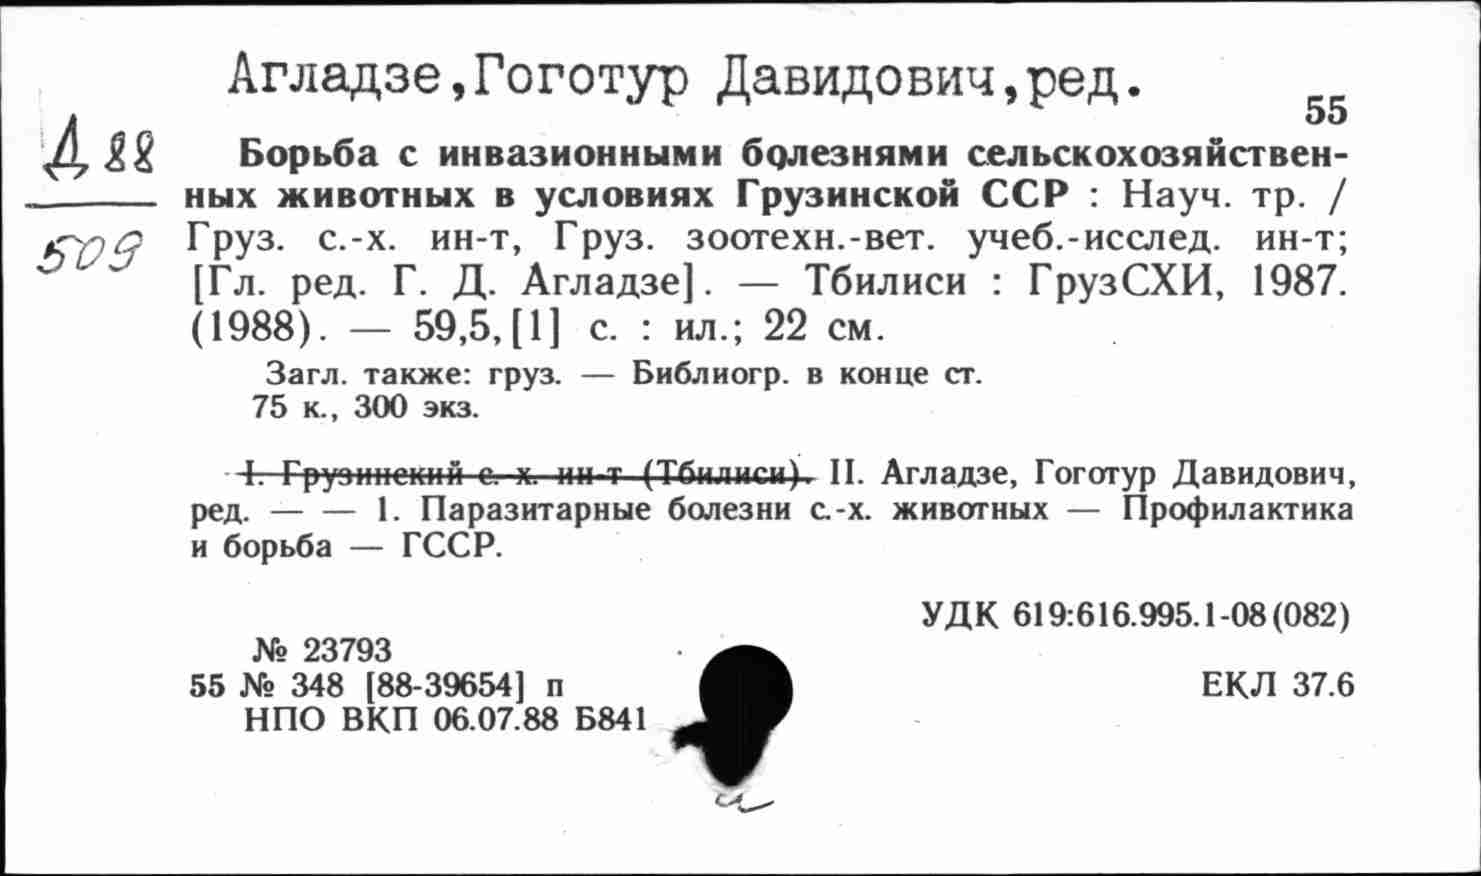 Агладзе,Гоготур Давидович,ред.
55
Д 88
509
Борьба с инвазионными болезнями сельскохозяйствен-
ных животных в условиях Грузинской ССР : Науч. тр. /
Груз. с.-х. ин-т, Груз. зоотехн.-вет. учеб.-исслед. ин-т;
[Гл. ред. Г. Д. Агладзе]. — Тбилиси : ГрузСХИ, 1987.
(1988). — 59,5,[1] с. : ил.; 22 см.
Загл. также: груз. — Библиогр. в конце ст.
75 к., 300 экз.
I. Грузинский с.-х. ин-т (Тбилиси). II. Агладзе, Гоготур Давидович,
ред. — — 1. Паразитарные болезни с.-х. животных — Профилактика
и борьба — ГССР.
УДК 619:616.995.1-08(082)
№ 23793
55 № 348 [88-39654] п
ЕКЛ 37.6
НПО ВКП 06.07.88 Б841